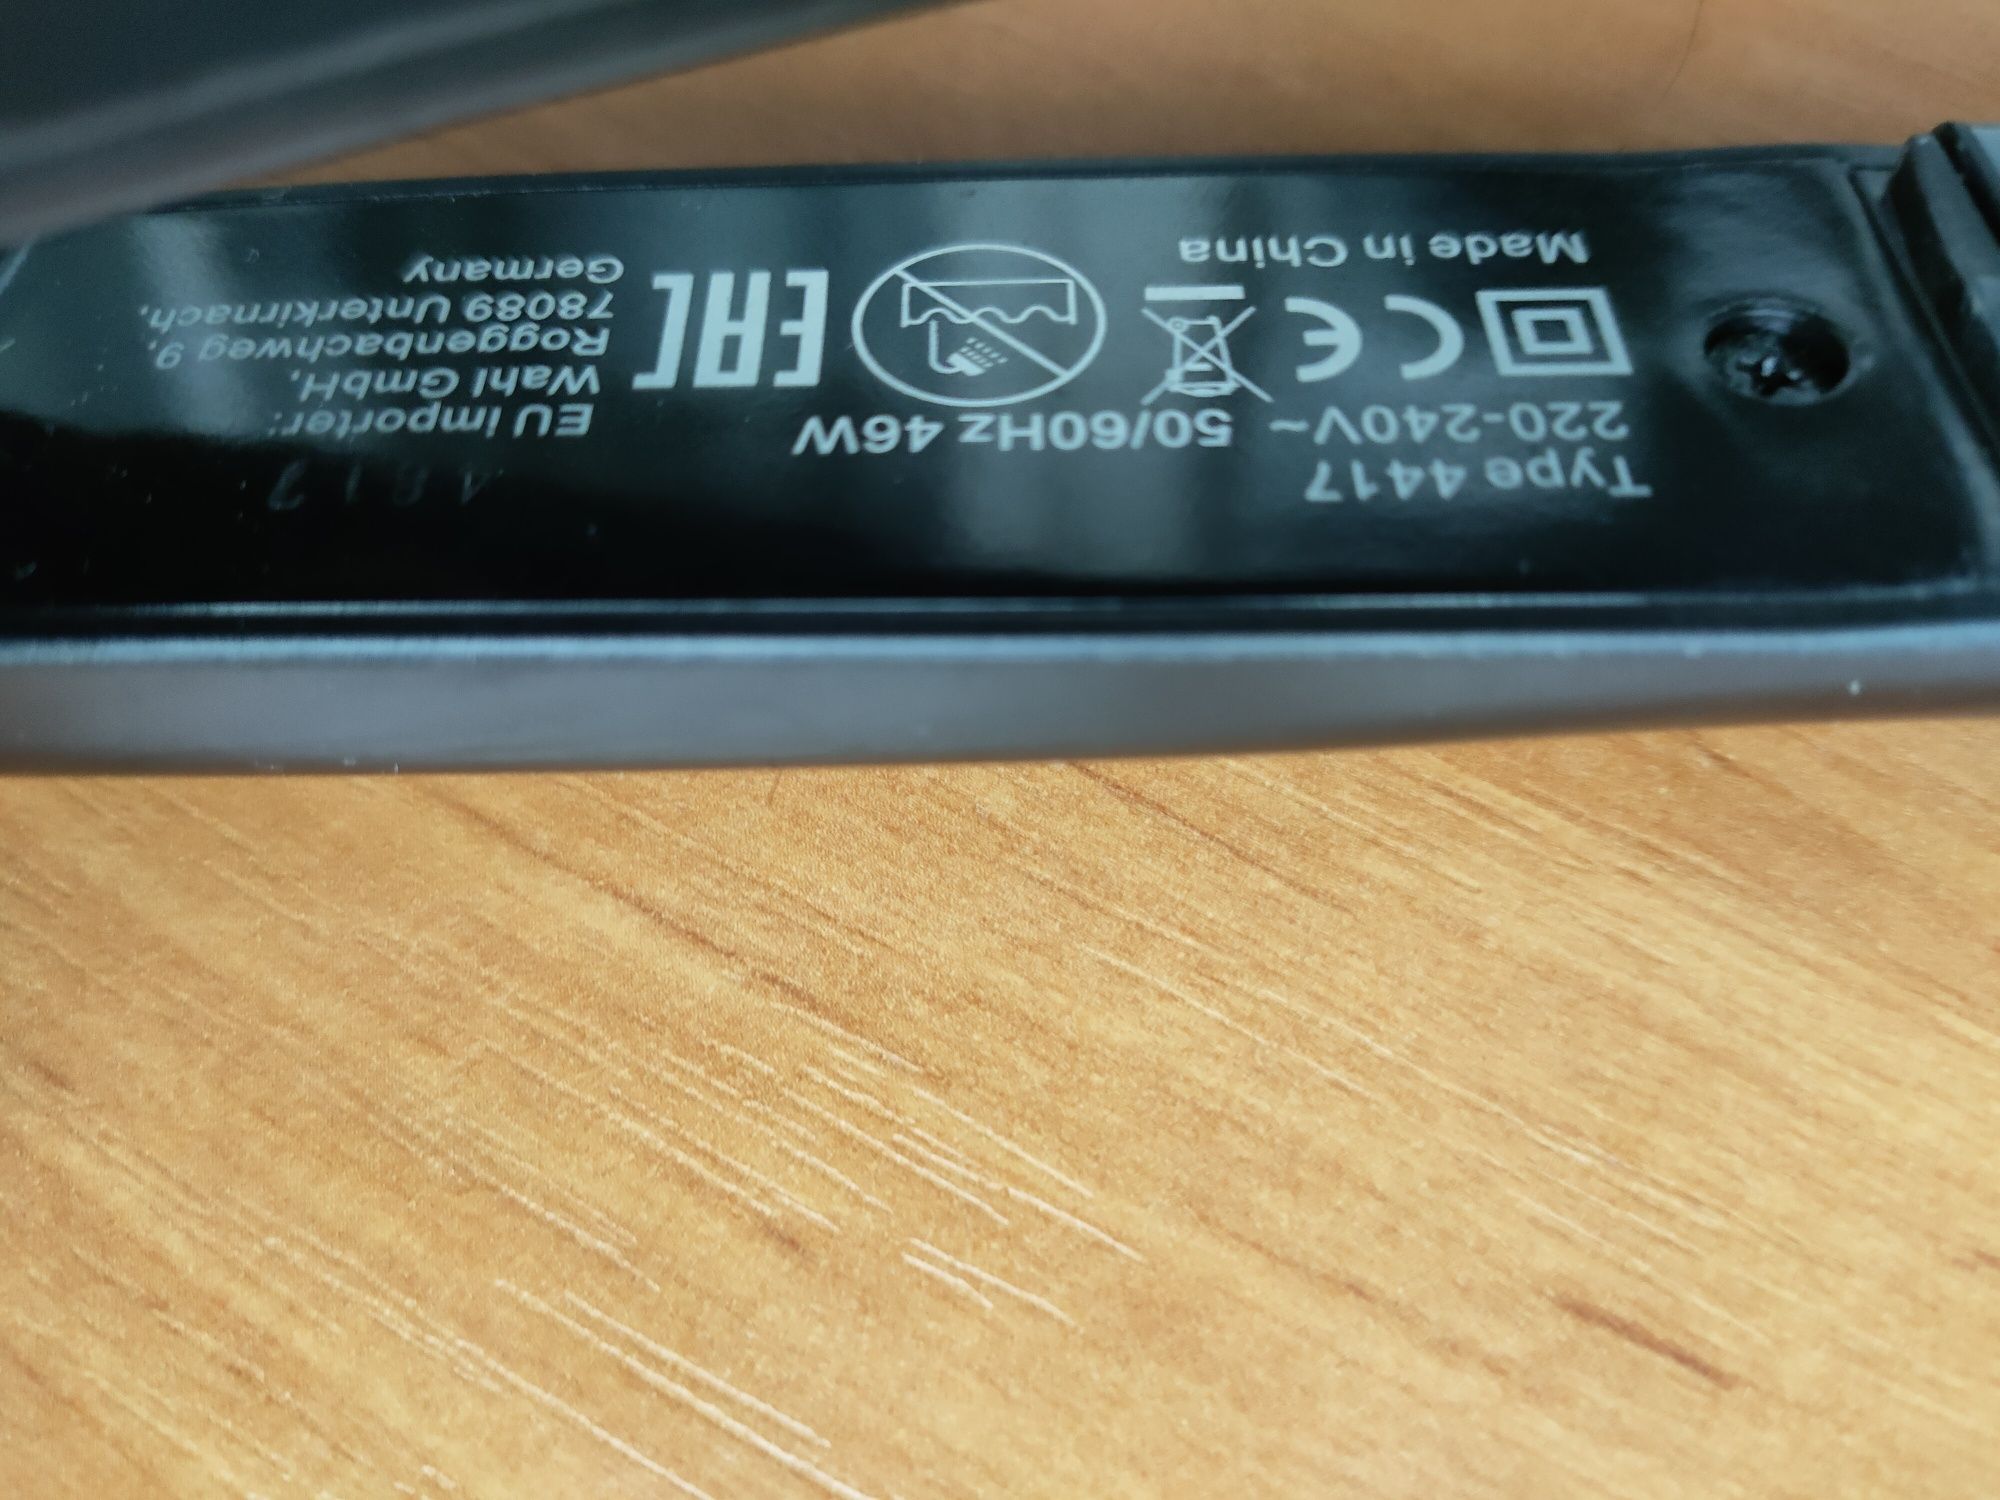 Type 4417
220-240V~ 50/60Hz 46W
CE
EAC
Made in China
EU importer:
Wahl GmbH,
Roggenbachweg 9,
78089 Unterkirnach,
Germany